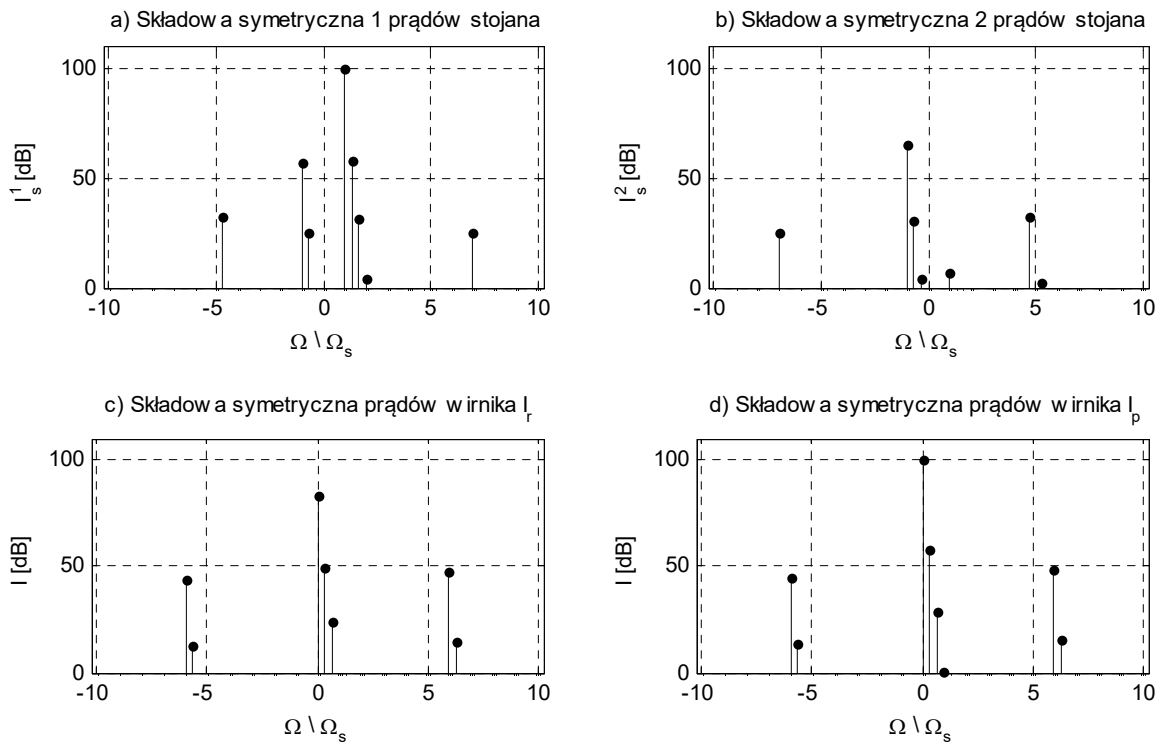 a) Składow a symetryczna 1 prądów stojana
100
50
0
I_s^1 [dB]
-10 -5 0 5 10
Ω \ Ω_s
b) Składow a symetryczna 2 prądów stojana
100
50
0
I_s^2 [dB]
-10 -5 0 5 10
Ω \ Ω_s
c) Składow a symetryczna prądów w irnika I_r
100
50
0
I [dB]
-10 -5 0 5 10
Ω \ Ω_s
d) Składow a symetryczna prądów w irnika I_p
100
50
0
I [dB]
-10 -5 0 5 10
Ω \ Ω_s